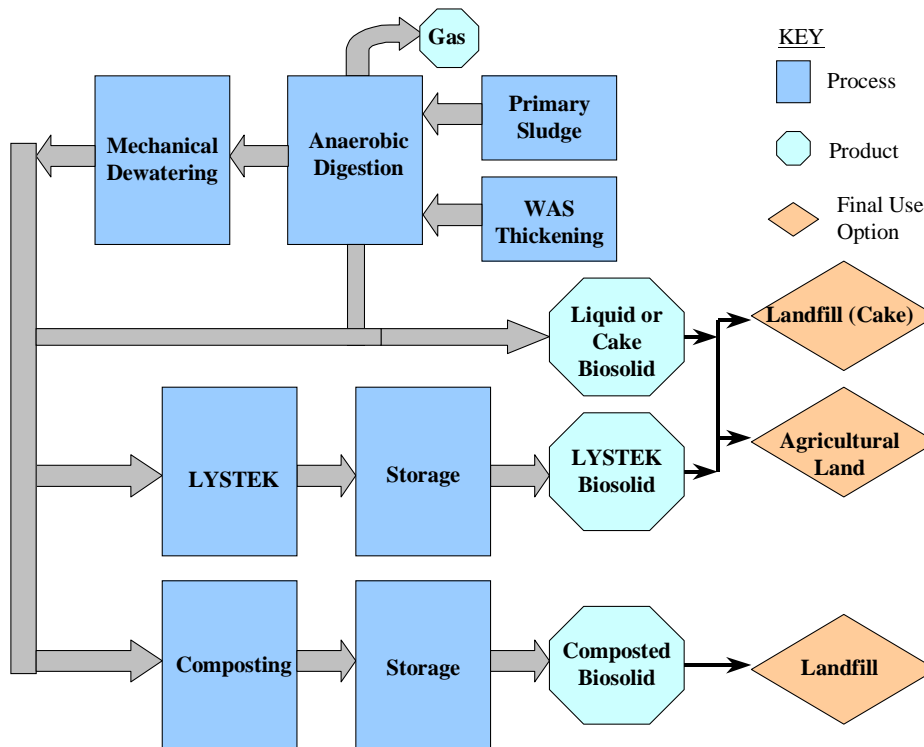 Gas
KEY
Process
Primary
Sludge
Mechanical
Dewatering
Anaerobic
Digestion
Product
WAS
Thickening
Final Use
Option
Liquid or
Cake
Biosolid
Landfill (Cake)
LYSTEK
Storage
LYSTEK
Biosolid
Agricultural
Land
Composting
Storage
Composted
Biosolid
Landfill